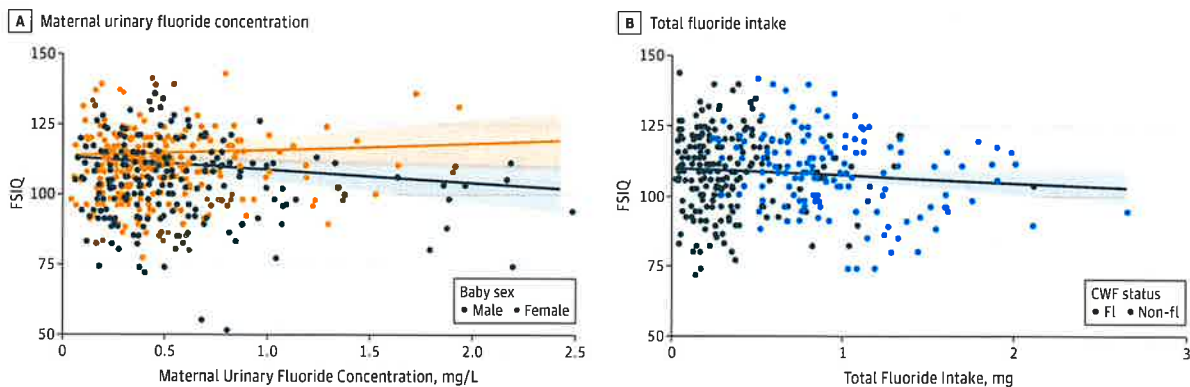 A Maternal urinary fluoride concentration
150
125
100
75
50
FSIQ
0 0.5 1.0 1.5 2.0 2.5
Maternal Urinary Fluoride Concentration, mg/L
Baby sex
Male Female
B Total fluoride intake
150
125
100
75
50
FSIQ
0 1 2 3
Total Fluoride Intake, mg
CWF status
Fl Non-fl